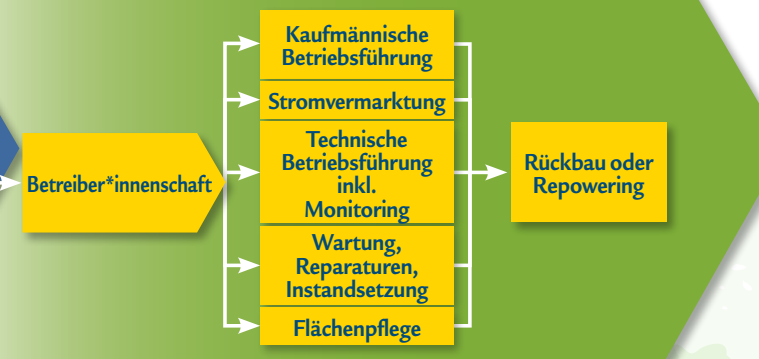 Betreiber*innenschaft
Kaufmännische
Betriebsführung
Stromvermarktung
Technische
Betriebsführung
inkl.
Monitoring
Wartung,
Reparaturen,
Instandsetzung
Flächenpflege
Rückbau oder
Repowering